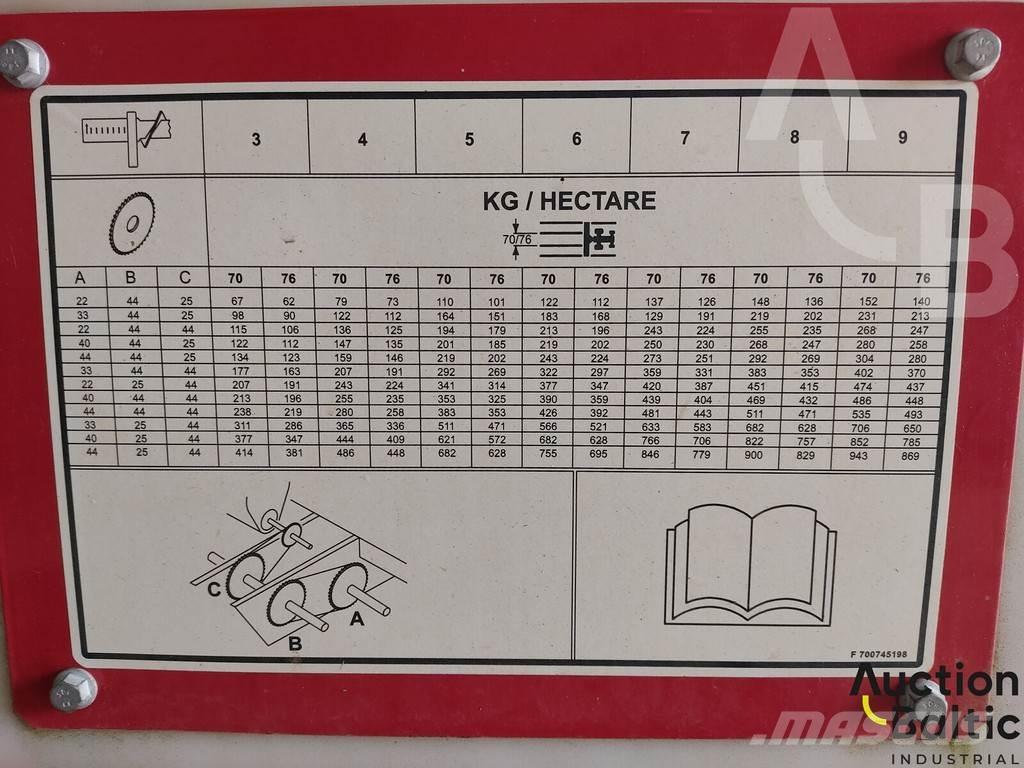 3 4 5 6 7 8 9
KG / HECTARE
70/76
A B C 70 76 70 76 70 76 70 76 70 76 70 76 70 76
22 44 25 67 62 79 73 110 101 122 112 137 126 148 136 152 140
33 44 25 98 90 122 112 164 151 183 168 129 191 219 202 231 213
22 44 44 115 106 136 125 194 179 213 196 243 224 255 235 268 247
40 44 25 122 112 147 135 201 185 219 202 250 230 268 247 280 258
44 44 25 134 123 159 146 219 202 243 224 273 251 292 269 304 280
33 44 44 177 163 207 191 292 269 322 297 359 331 383 353 402 370
22 25 44 207 191 243 224 341 314 377 347 420 387 451 415 474 437
40 44 44 213 196 255 235 353 325 390 359 439 404 469 432 486 448
44 44 44 238 219 280 258 383 353 426 392 481 443 511 471 535 493
33 25 44 311 286 365 336 511 471 566 521 633 583 682 628 706 650
40 25 44 377 347 444 409 621 572 682 628 766 706 822 757 852 785
44 25 44 414 381 486 448 682 628 755 695 846 779 900 829 943 869
C
A
B
F 700745198
A
B
Auction
Baltic
INDUSTRIAL